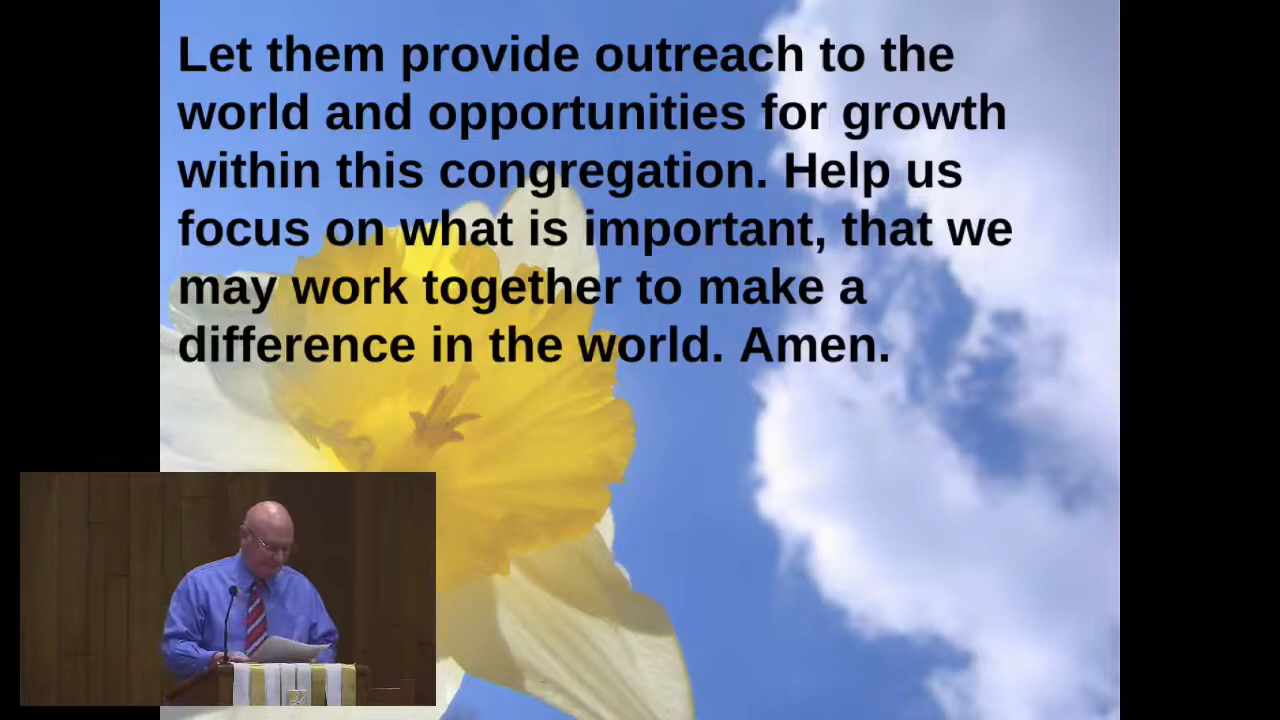 Let them provide outreach to the
world and opportunities for growth
within this congregation. Help us
focus on what is important, that we
may work together to make a
difference in the world. Amen.